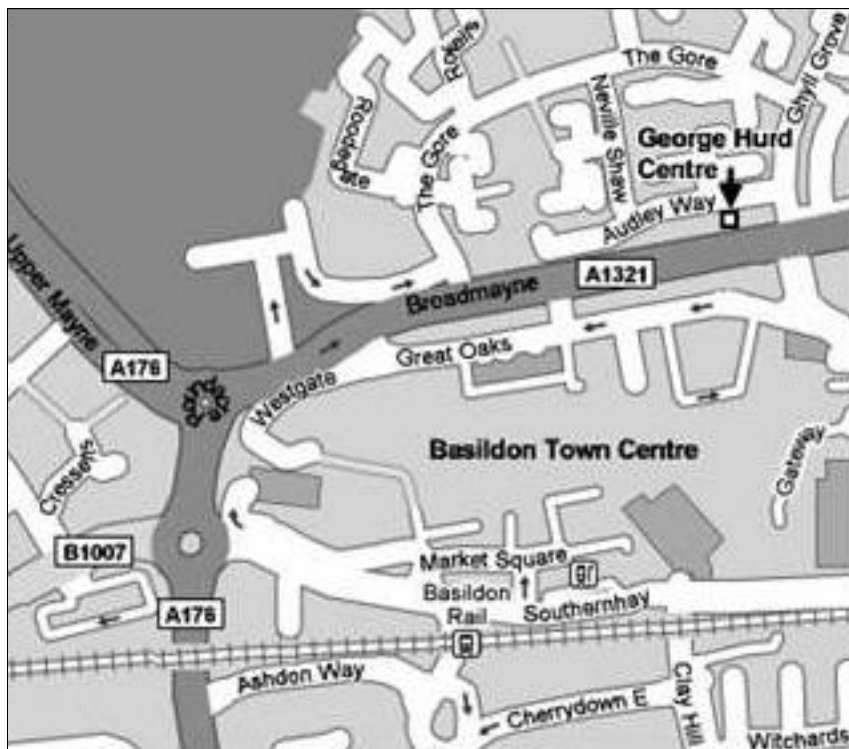 Rokells
The Gore
Ghyll Grove
Roodegate
Neville Shaw
George Hurd
Centre
The Gore
Audley Way
Upper Mayne
A1321
Broadmayne
A176
Great Oaks
Westgate
Basildon Town Centre
Cressells
Gateway
B1007
Market Square
Basildon
Rail
Southernhay
A176
Ashdon Way
Cherrydown E
Clay Hill
Witchards